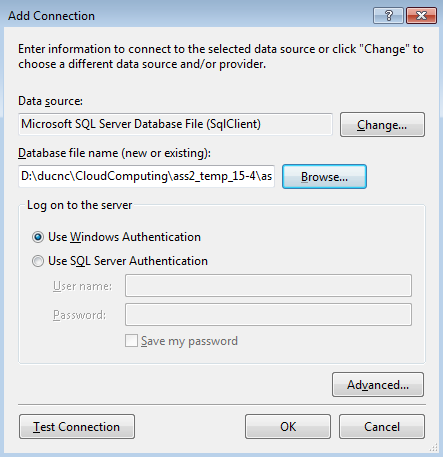 Add Connection
?
Enter information to connect to the selected data source or click "Change" to
choose a different data source and/or provider.
Data source:
Microsoft SQL Server Database File (SqlClient)
Change...
Database file name (new or existing):
D:\ducnc\CloudComputing\ass2_temp_15-4\as
Browse...
Log on to the server
Use Windows Authentication
Use SQL Server Authentication
User name:
Password:
Save my password
Advanced...
Test Connection
OK
Cancel